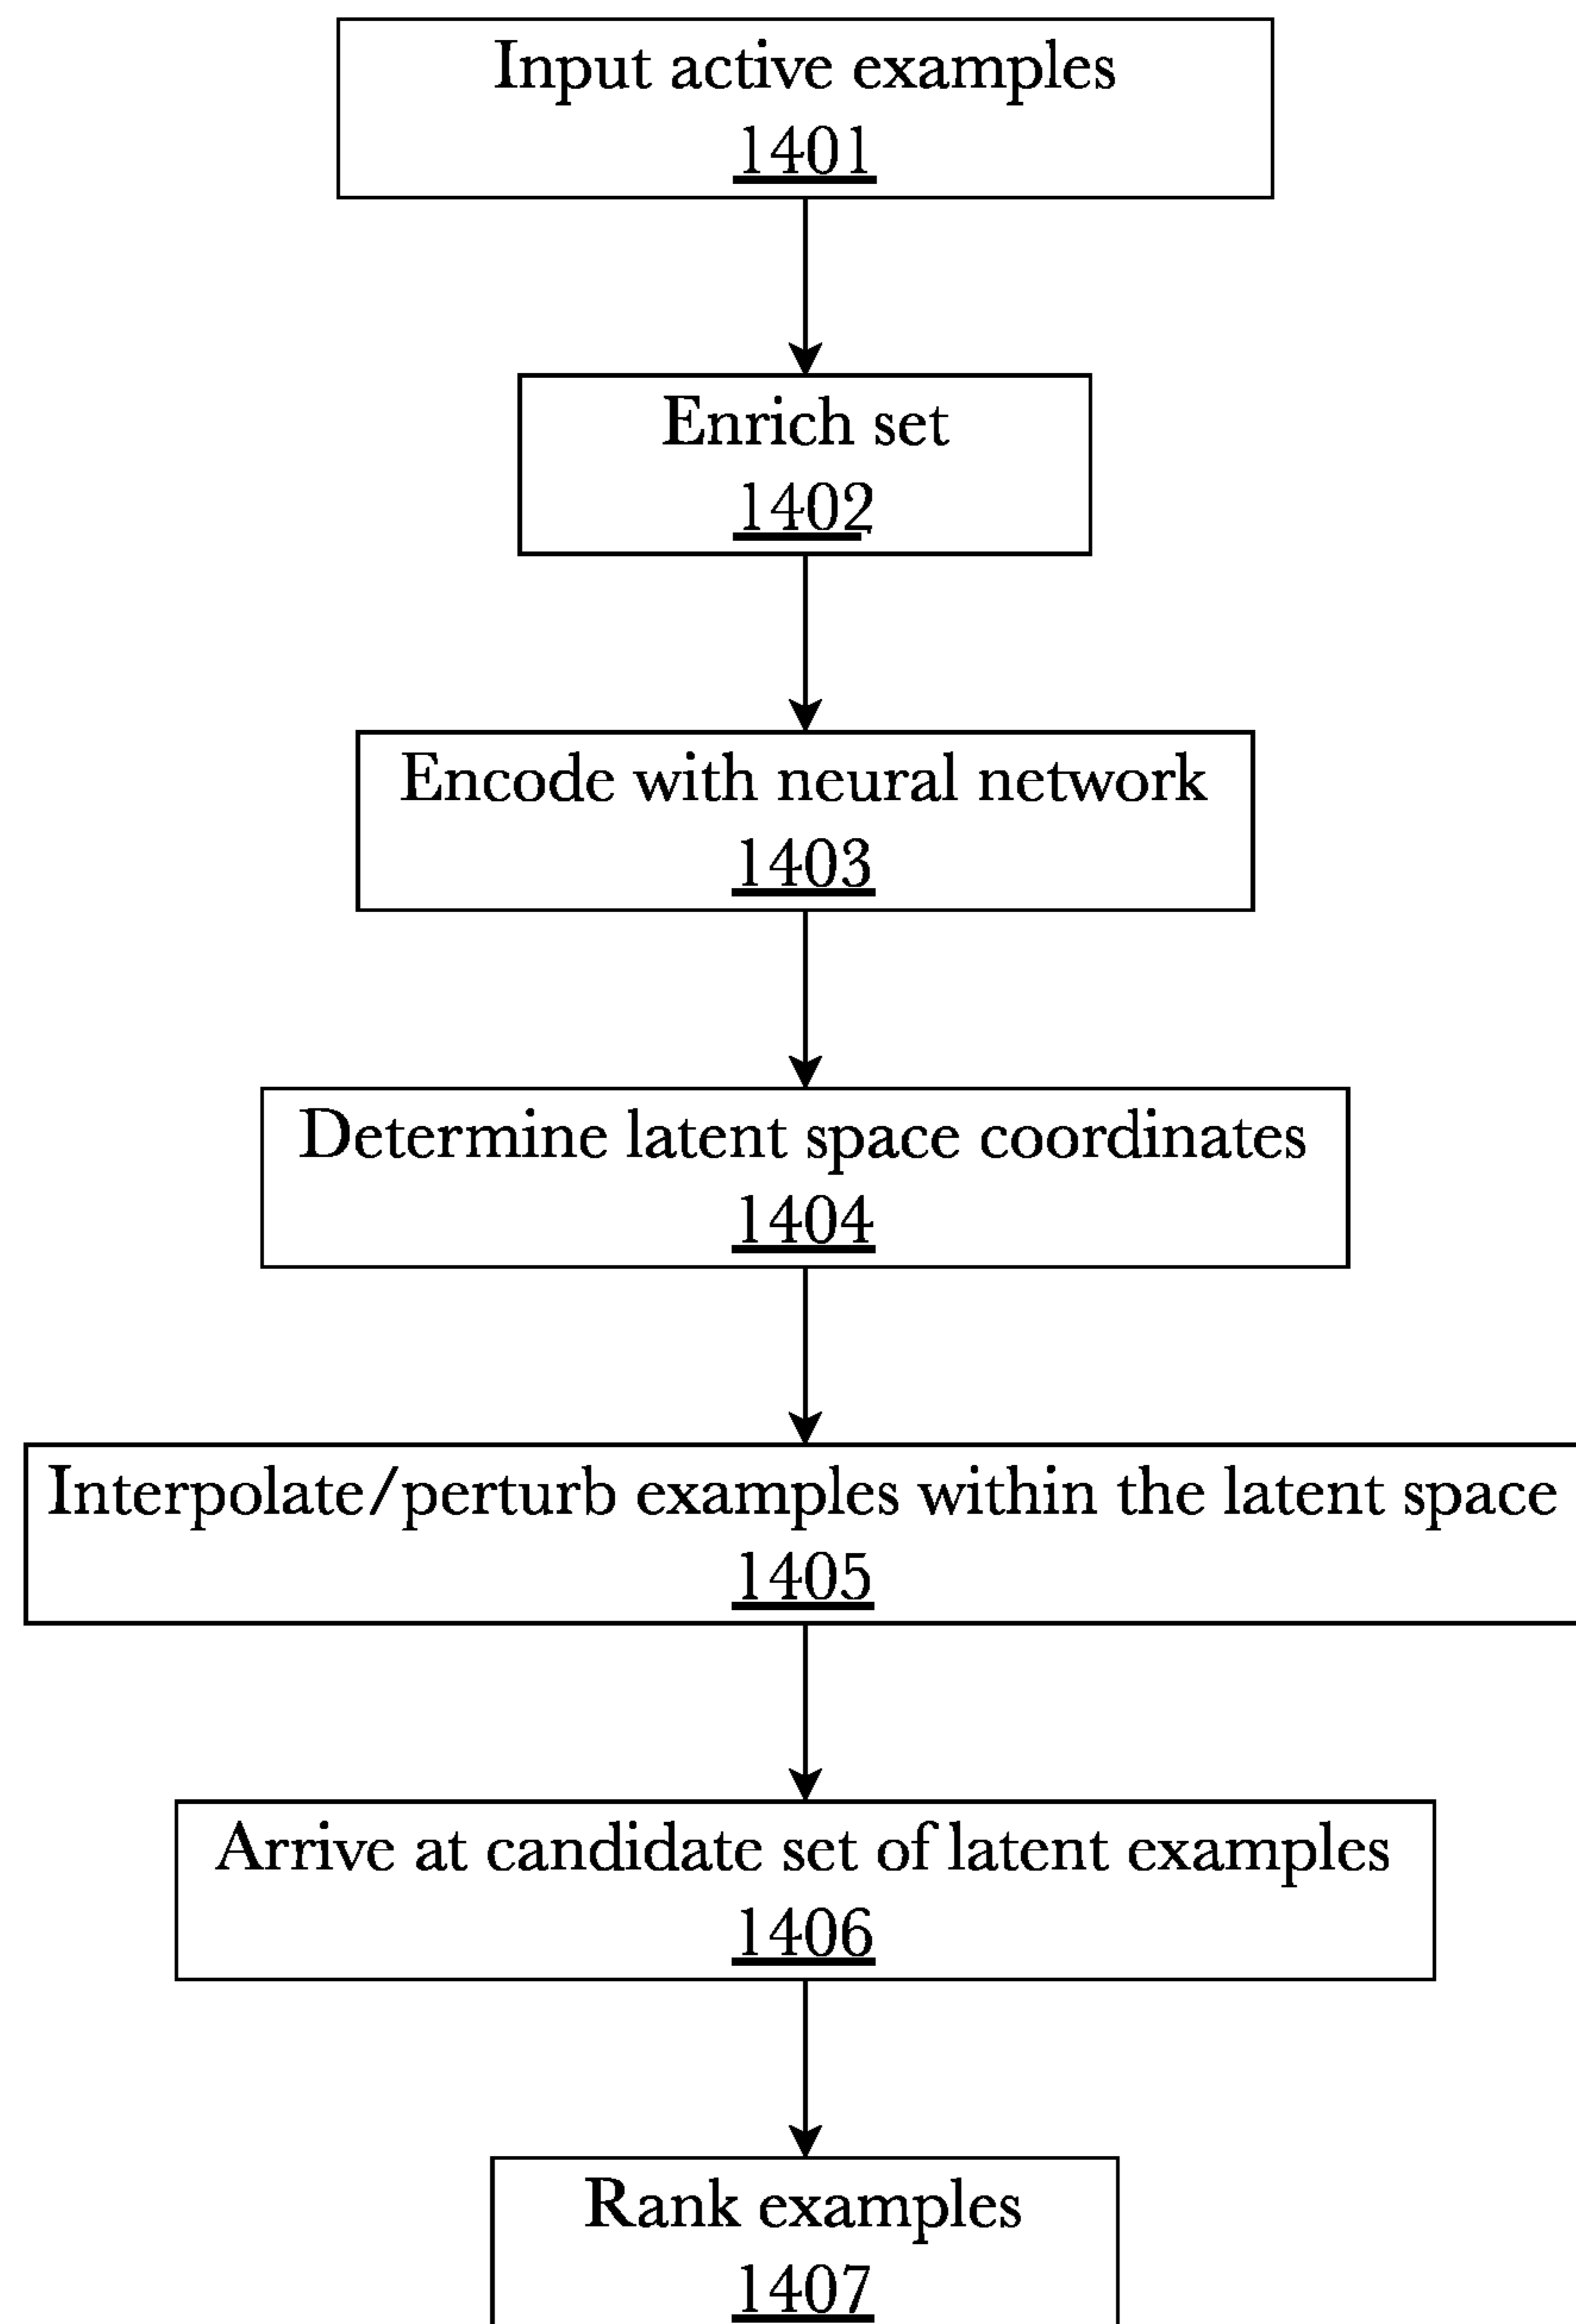 Input active examples
1401
Enrich set
1402
Encode with neural network
1403
Determine latent space coordinates
1404
Interpolate/perturb examples within the latent space
1405
Arrive at candidate set of latent examples
1406
Rank examples
1407